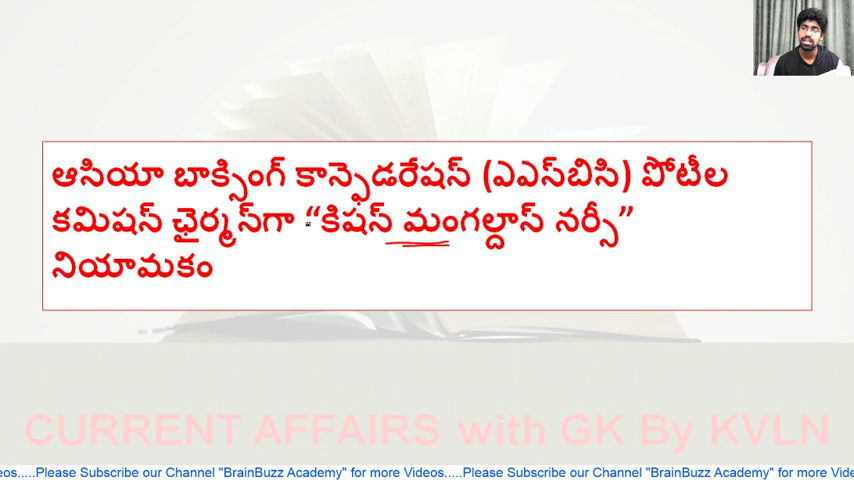 ఆసియా బాక్సింగ్ కాన్ఫెడరేషన్ (ఎఎస్‌బిసి) పోటీల
కమిషన్ ఛైర్మన్‌గా “కిషన్ మంగల్దాస్ నర్సీ”
నియామకం
CURRENT AFFAIRS with GK By KVLN
eos.....Please Subscribe our Channel "BrainBuzz Academy" for more Videos.....Please Subscribe our Channel "BrainBuzz Academy" for more Vide